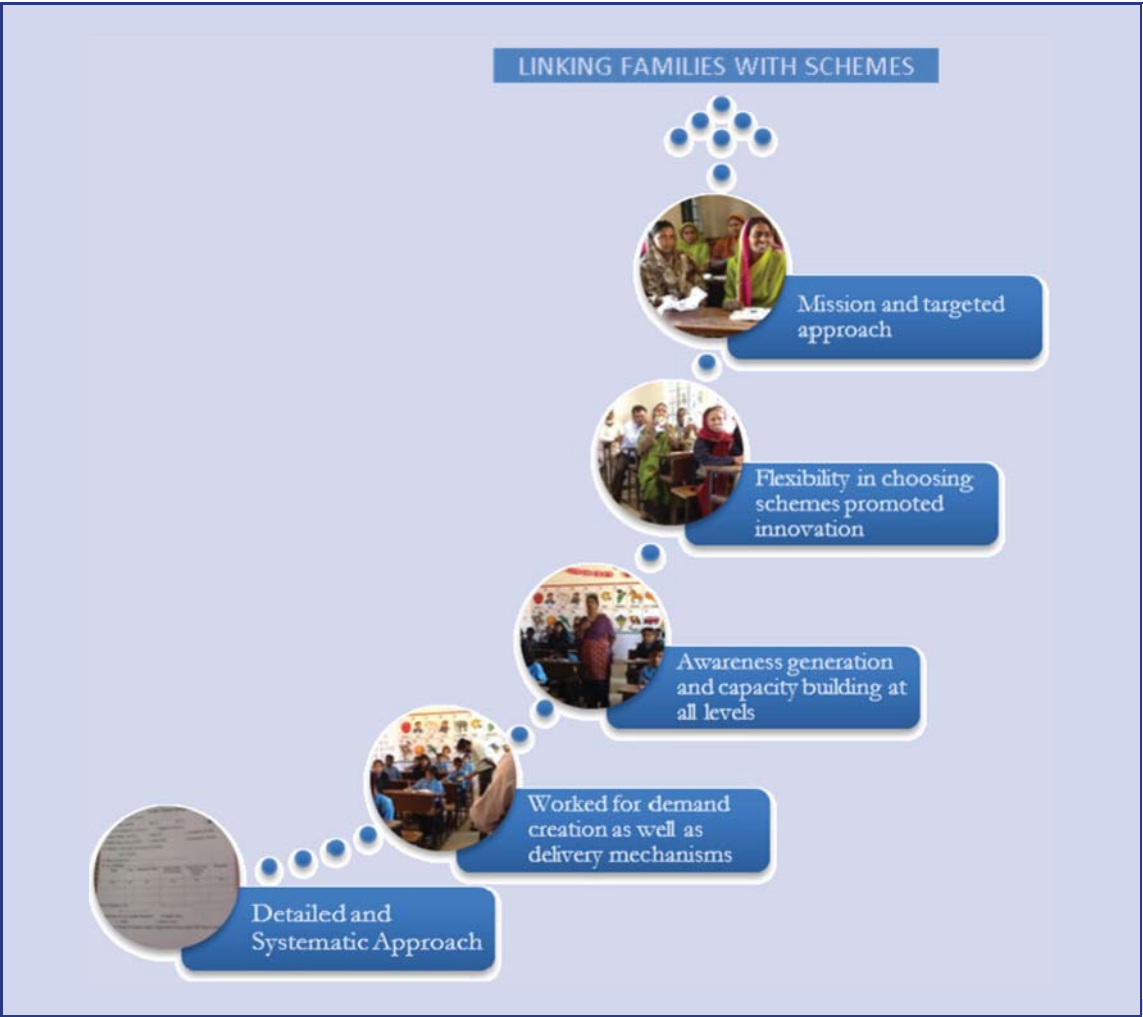 LINKING FAMILIES WITH SCHEMES
Mission and targeted
approach
Flexibility in choosing
schemes promoted
innovation
Awareness generation
and capacity building at
all levels
Worked for demand
creation as well as
delivery mechanisms
Detailed and
Systematic Approach